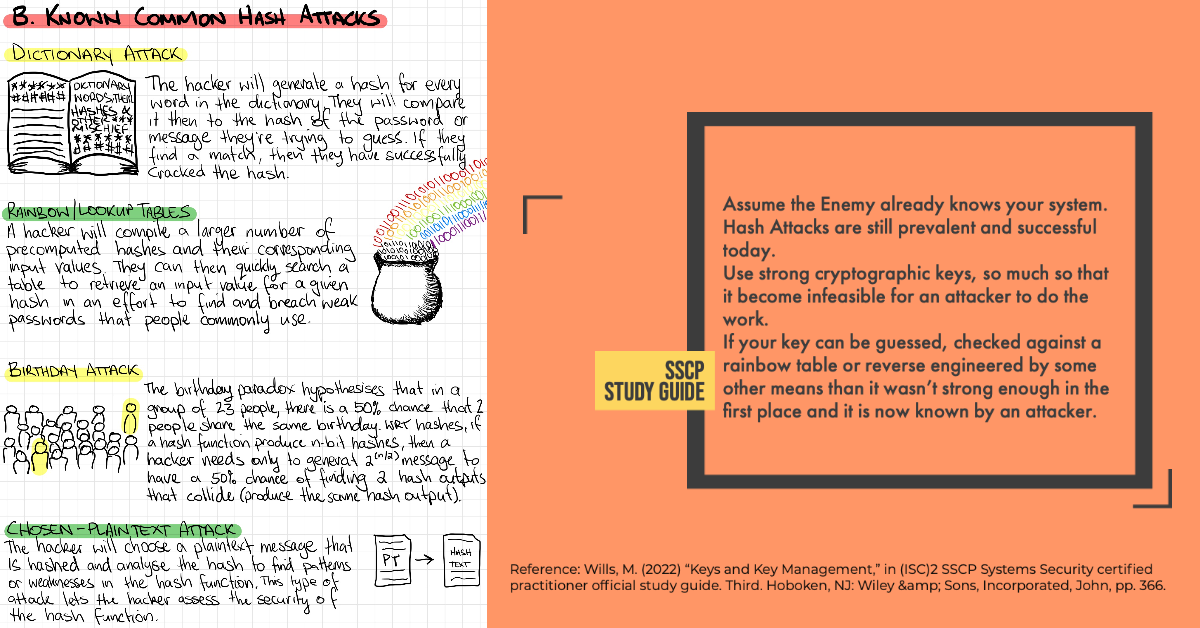 B. KNOWN COMMON HASH ATTACKS
DICTIONARY ATTACK
******
######
DICTIONARY
WORDS, THEIR
HASHES &
OTHER
MISCHIEF
The hacker will generate a hash for every
word in the dictionary. They will compare
it then to the hash of the password or
message they're trying to guess. If they
find a match, then they have successfully
cracked the hash.
RAINBOW/LOOKUP TABLES
A hacker will compile a larger number of
precomputed hashes and their corresponding
input values. They can then quickly search a
table to retrieve an input value for a given
hash in an effort to find and breach weak
passwords that people commonly use.
BIRTHDAY ATTACK
The birthday paradox hypothesises that in a
group of 23 people, there is a 50% chance that 2
people share the same birthday. WRT hashes, if
a hash function produce n-bit hashes, then a
hacker needs only to generat 2^(n/2) message to
have a 50% chance of finding 2 hash outputs
that collide (produce the same hash output).
CHOSEN-PLAINTEXT ATTACK
The hacker will choose a plaintext message that
is hashed and analyse the hash to find patterns
or weaknesses in the hash function. This type of
attack lets the hacker assess the security of
the hash function.
PT
HASH
TEXT
Assume the Enemy already knows your system.
Hash Attacks are still prevalent and successful
today.
Use strong cryptographic keys, so much so that
it become infeasible for an attacker to do the
work.
If your key can be guessed, checked against a
rainbow table or reverse engineered by some
other means than it wasn't strong enough in the
first place and it is now known by an attacker.
SSCP
STUDY GUIDE
Reference: Wills, M. (2022) “Keys and Key Management,” in (ISC)2 SSCP Systems Security certified
practitioner official study guide. Third. Hoboken, NJ: Wiley &amp; Sons, Incorporated, John, pp. 366.